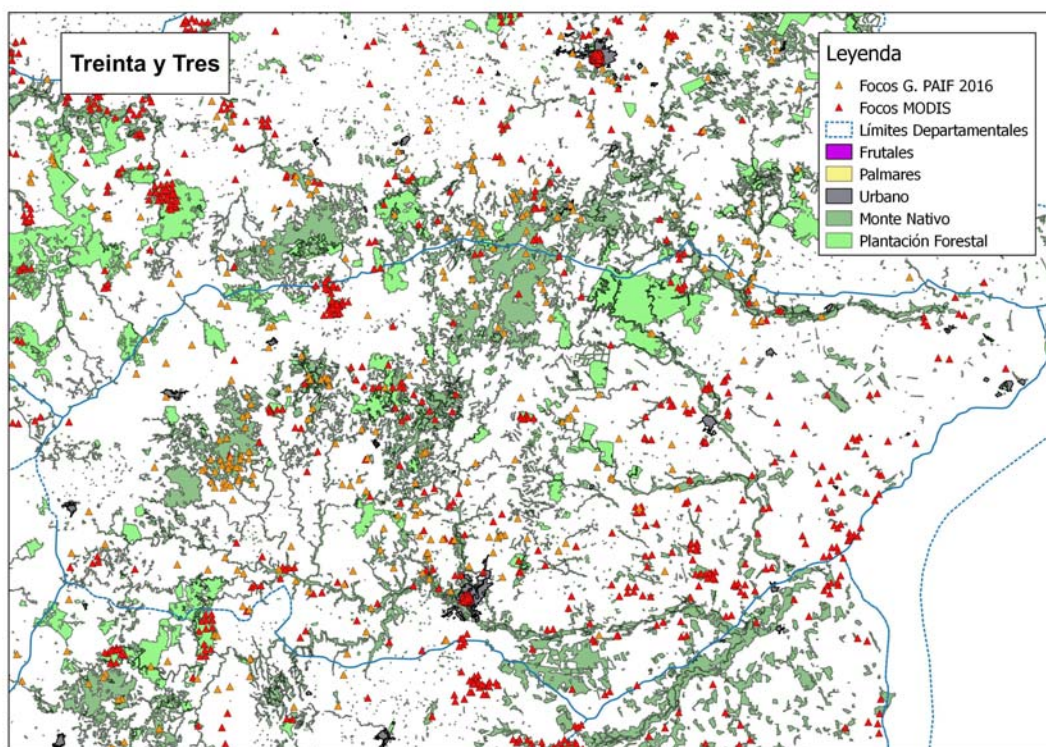 Treinta y Tres
Leyenda
Focos G. PAIF 2016
Focos MODIS
Límites Departamentales
Frutales
Palmares
Urbano
Monte Nativo
Plantación Forestal